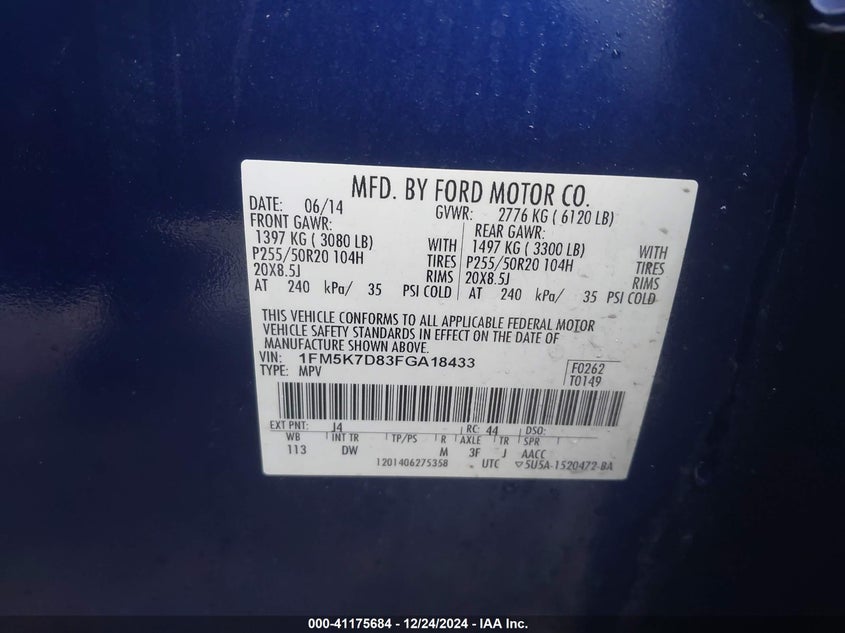 MFD. BY FORD MOTOR CO.
DATE: 06/14 GVWR: 2776 KG ( 6120 LB)
FRONT GAWR: REAR GAWR:
1397 KG ( 3080 LB) WITH 1497 KG ( 3300 LB) WITH
P255/50R20 104H TIRES P255/50R20 104H TIRES
20X8.5J RIMS 20X8.5J RIMS
AT 240 kPa/ 35 PSI COLD AT 240 kPa/ 35 PSI COLD
THIS VEHICLE CONFORMS TO ALL APPLICABLE FEDERAL MOTOR
VEHICLE SAFETY STANDARDS IN EFFECT ON THE DATE OF
MANUFACTURE SHOWN ABOVE.
VIN: 1FM5K7D83FGA18433 F0262
TYPE: MPV T0149
EXT PNT: J4 RC: 44 DSO:
WB INT TR TP/PS R AXLE TR SPR
113 DW M 3F J AACC
1201406275358 UTC ▽5U5A-1520472-BA
000-41175684 - 12/24/2024 - IAA Inc.